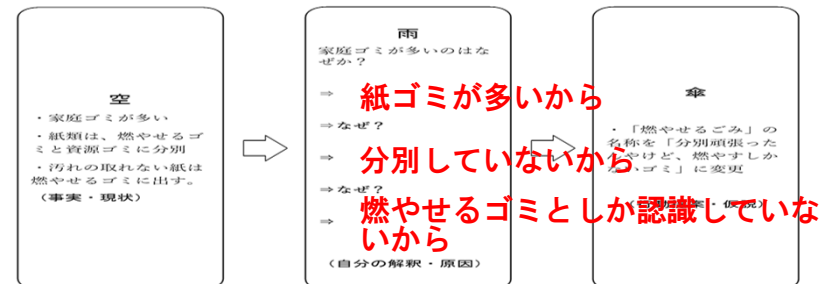 空
・家庭ゴミが多い
・紙類は、燃やせるゴ
ミと資源ゴミに分別
・汚れの取れない紙は
燃やせるゴミに出す。
（事実・現状）
雨
家庭ゴミが多いのはな
ぜか？
⇒ 紙ゴミが多いから
⇒なぜ？
⇒ 分別していないから
⇒なぜ？
⇒ 燃やせるゴミとしか認識していな
いから
（自分の解釈・原因）
傘
・「燃やせるごみ」の
名称を「分別頑張った
んやけど、燃やすしか
ないゴミ」に変更
・仮説）